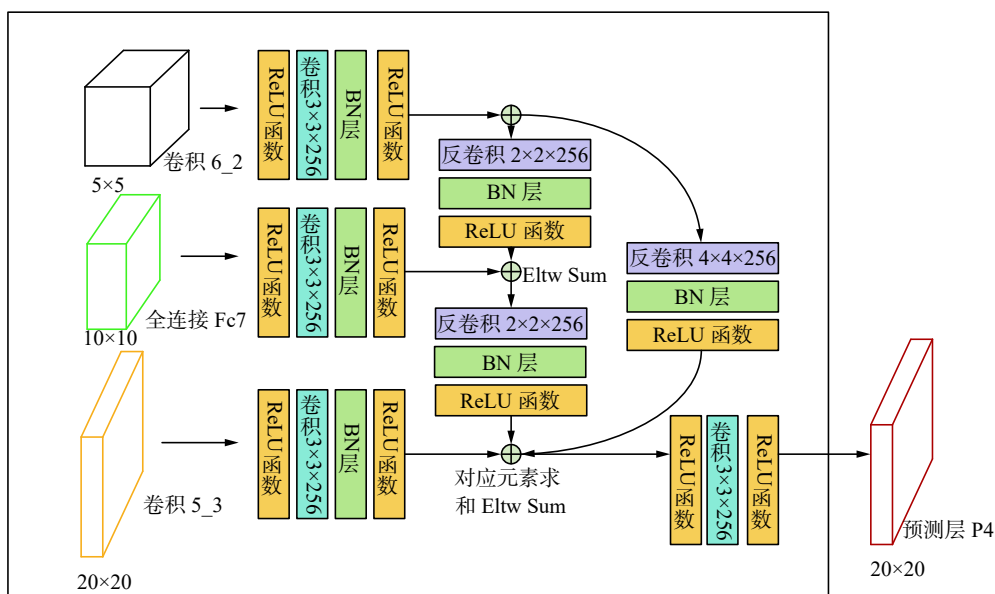 ReLU函数
卷积3×3×256
BN层
ReLU函数
卷积 6_2
5×5
反卷积 2×2×256
BN 层
ReLU 函数
ReLU函数
卷积3×3×256
BN层
ReLU函数
Eltw Sum
全连接 Fc7
10×10
反卷积 4×4×256
BN 层
ReLU 函数
反卷积 2×2×256
BN 层
ReLU 函数
ReLU函数
卷积3×3×256
BN层
ReLU函数
卷积 5_3
20×20
对应元素求
和 Eltw Sum
ReLU函数
卷积3×3×256
ReLU函数
预测层 P4
20×20